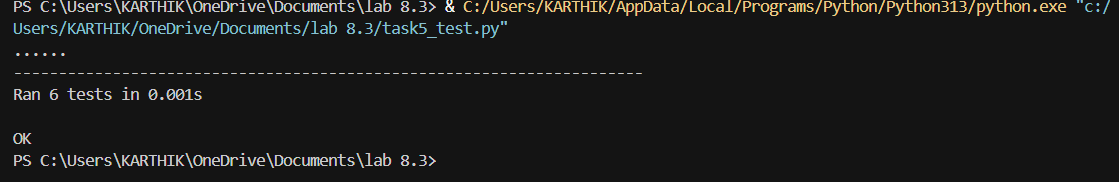 PS C:\Users\KARTHIK\OneDrive\Documents\lab 8.3> & C:/Users/KARTHIK/AppData/Local/Programs/Python/Python313/python.exe "c:/
Users/KARTHIK/OneDrive/Documents/lab 8.3/task5_test.py"
......
----------------------------------------------------------------------
Ran 6 tests in 0.001s
OK
PS C:\Users\KARTHIK\OneDrive\Documents\lab 8.3>